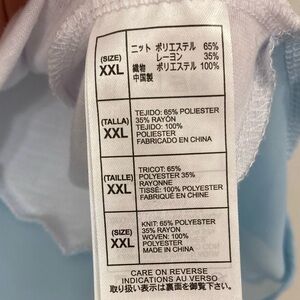 (SIZE)
XXL
ニット ポリエステル 65%
レーヨン 35%
織物 ポリエステル 100%
中国製
(TALLA)
XXL
TEJIDO: 65% POLIESTER
35% RAYÓN
TEJIDO: 100%
POLIESTER
FABRICADO EN CHINA
(TAILLE)
XXL
TRICOT: 65%
POLYESTER 35%
RAYONNE
TISSÉ: 100% POLYESTER
FABRIQUÉ EN CHINE
(SIZE)
XXL
KNIT: 65% POLYESTER
35% RAYON
WOVEN: 100%
POLYESTER
MADE IN CHINA
CARE ON REVERSE
INDICATIONS AU VERSO
取り扱い表示は裏面を御覧下さい。